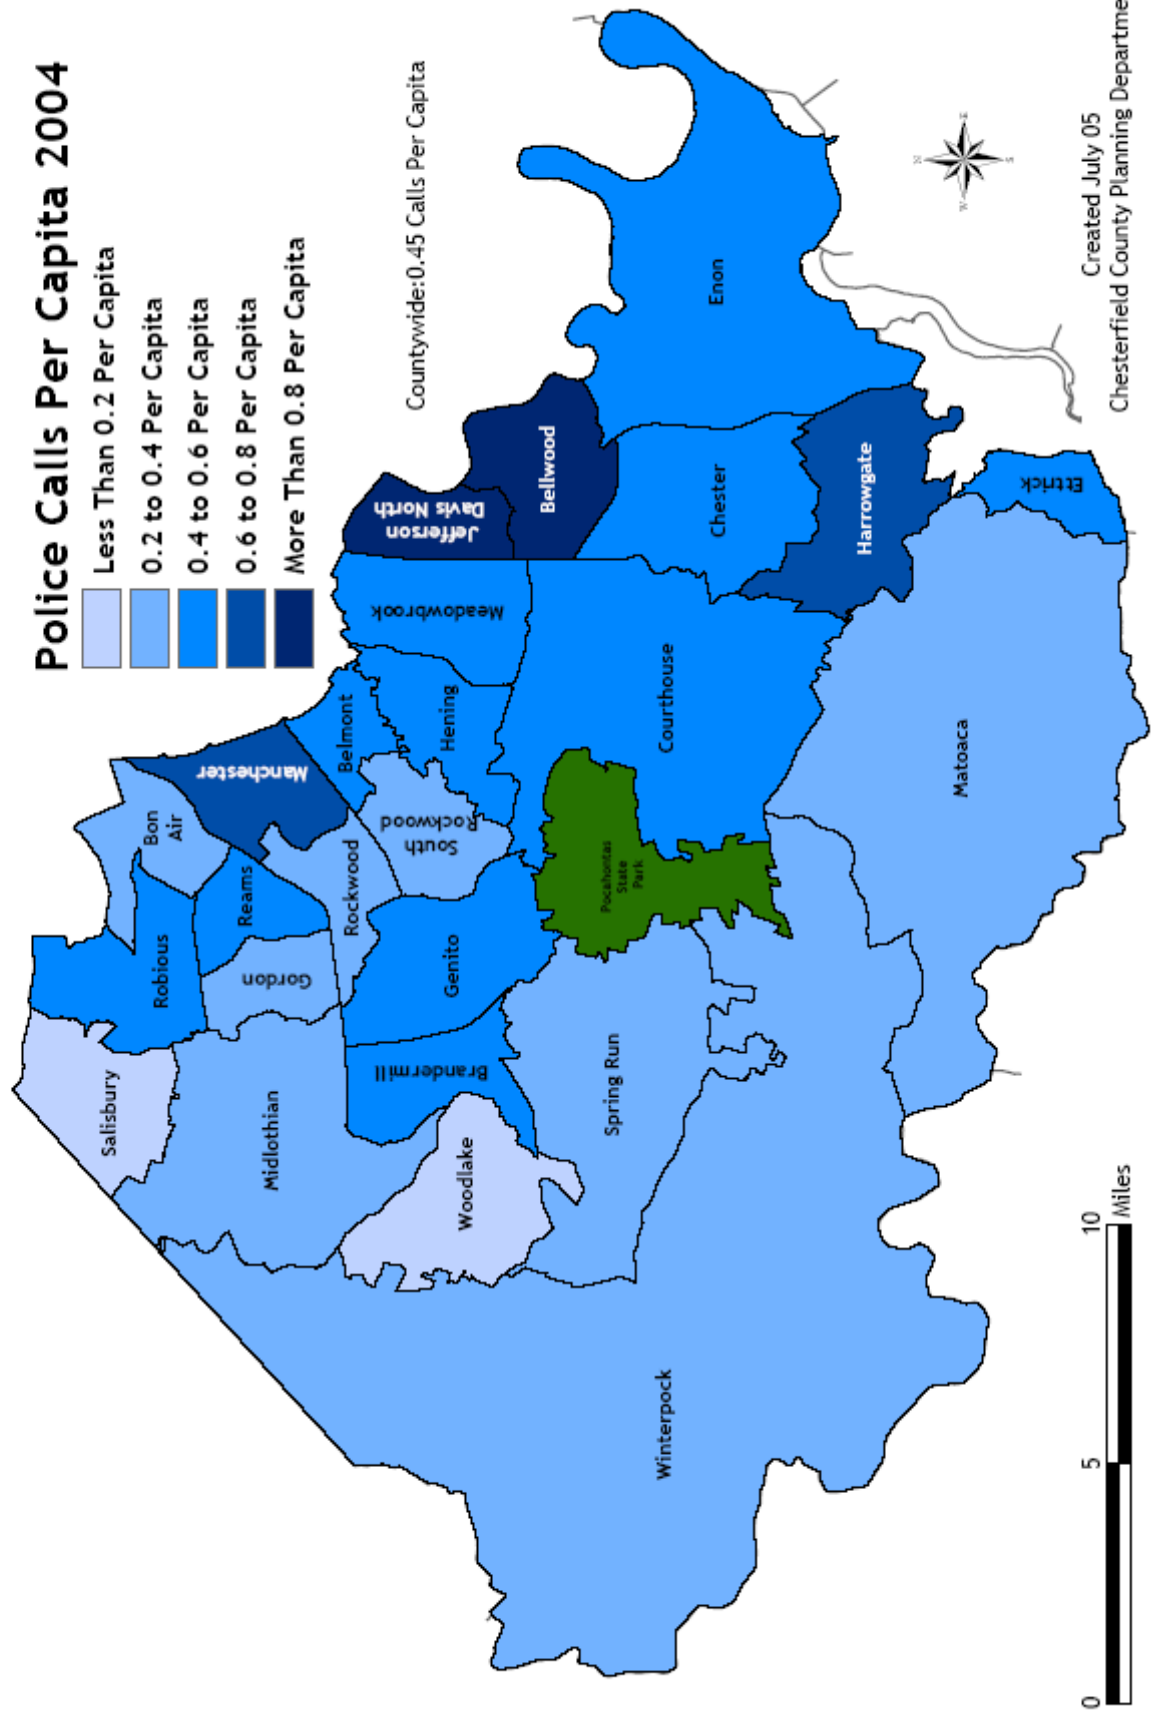 Police Calls Per Capita 2004
Less Than 0.2 Per Capita
0.2 to 0.4 Per Capita
0.4 to 0.6 Per Capita
0.6 to 0.8 Per Capita
More Than 0.8 Per Capita
Countywide:0.45 Calls Per Capita
Salisbury
Robious
Bon
Air
Manchester
Reams
Gordon
Midlothian
Rockwood
Belmont
Brandermill
Genito
South
Rockwood
Hening
Meadowbrook
Jefferson
Davis North
Woodlake
Bellwood
Spring Run
Pocahontas
State
Park
Courthouse
Chester
Enon
Winterpock
Harrowgate
Matoaca
Ettrick
N
W
E
S
0
5
10
Miles
Created July 05
Chesterfield County Planning Departme